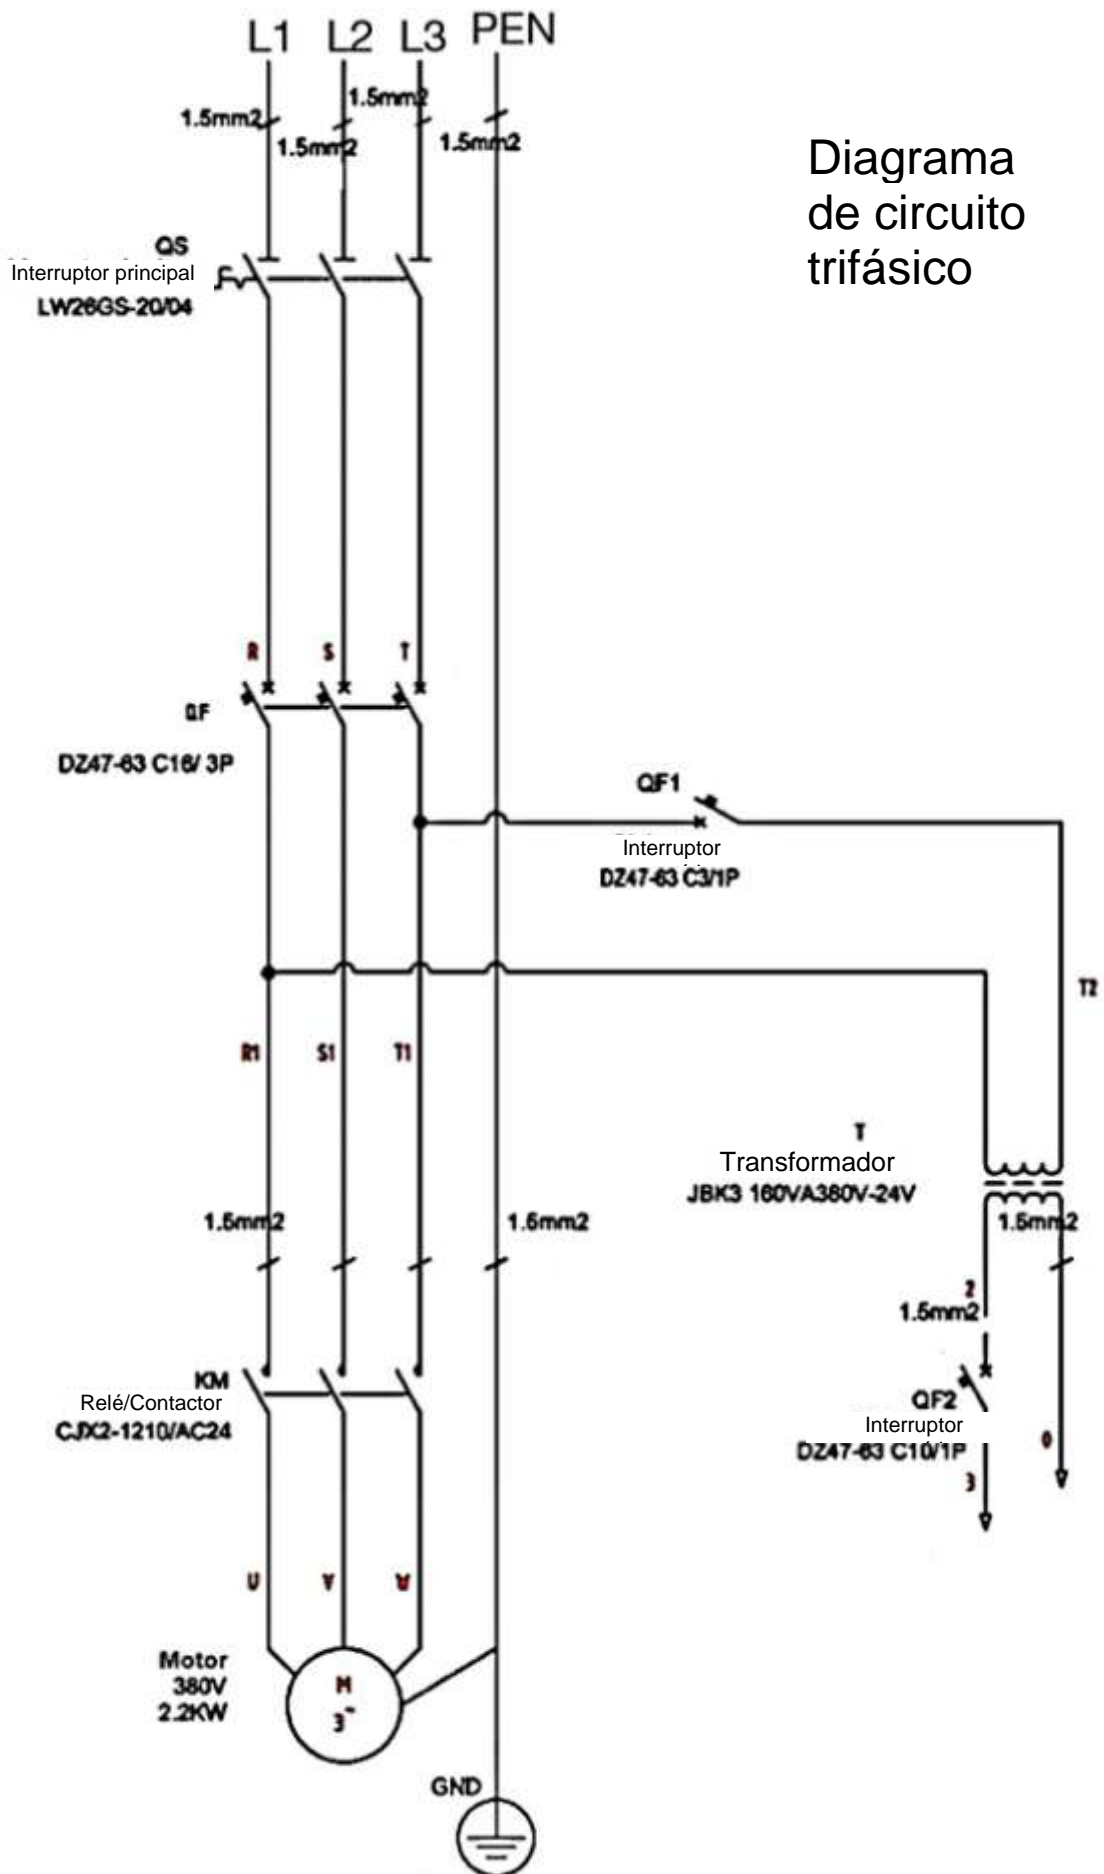 L1 L2 L3 PEN
1.5mm2
1.5mm2
1.5mm2
1.5mm2
Diagrama
de circuito
trifásico
QS
Interruptor principal
LW26GS-20/04
R S T
QF
DZ47-63 C16/ 3P
QF1
Interruptor
DZ47-63 C3/1P
T2
R1 S1 T1
T
Transformador
JBK3 160VA380V-24V
1.5mm2
1.5mm2
1.5mm2
2
1.5mm2
KM
Relé/Contactor
CJX2-1210/AC24
QF2
Interruptor
DZ47-63 C10/1P
0
3
U V W
Motor
380V
2.2KW
M
3~
GND